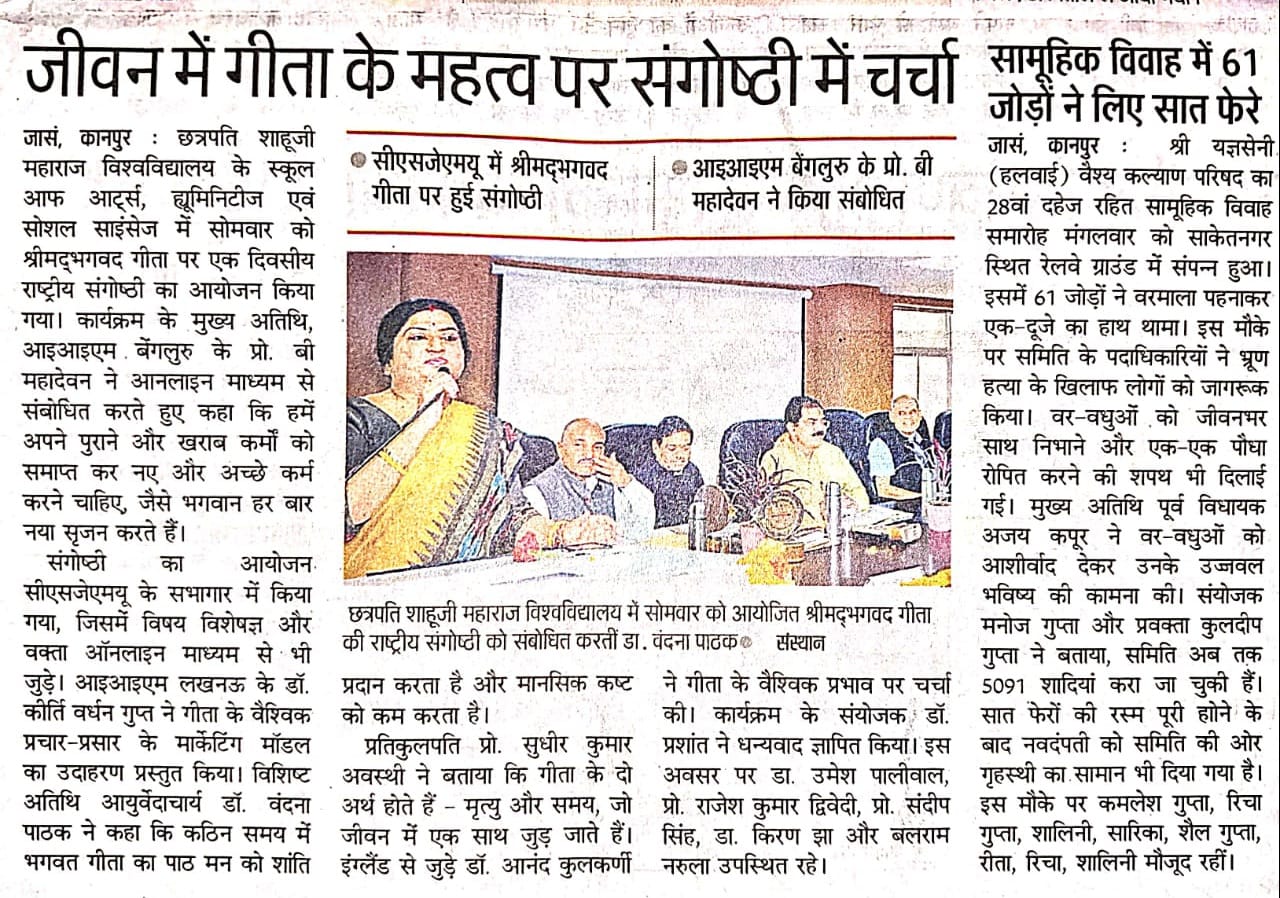 जीवन में गीता के महत्व पर संगोष्ठी में चर्चा
जासं, कानपुर : छत्रपति शाहूजी
महाराज विश्वविद्यालय के स्कूल
आफ आर्ट्स, ह्यूमिनिटीज एवं
सोशल साइंसेज में सोमवार को
श्रीमद्भगवद गीता पर एक दिवसीय
राष्ट्रीय संगोष्ठी का आयोजन किया
गया। कार्यक्रम के मुख्य अतिथि,
आइआइएम बेंगलुरु के प्रो. बी
महादेवन ने आनलाइन माध्यम से
संबोधित करते हुए कहा कि हमें
अपने पुराने और खराब कर्मों को
समाप्त कर नए और अच्छे कर्म
करने चाहिए, जैसे भगवान हर बार
नया सृजन करते हैं।
संगोष्ठी का आयोजन
सीएसजेएमयू के सभागार में किया
गया, जिसमें विषय विशेषज्ञ और
वक्ता ऑनलाइन माध्यम से भी
जुड़े। आइआइएम लखनऊ के डॉ.
कीर्ति वर्धन गुप्त ने गीता के वैश्विक
प्रचार-प्रसार के मार्केटिंग मॉडल
का उदाहरण प्रस्तुत किया। विशिष्ट
अतिथि आयुर्वेदाचार्य डॉ. वंदना
पाठक ने कहा कि कठिन समय में
भगवत गीता का पाठ मन को शांति
सीएसजेएमयू में श्रीमद्भगवद
गीता पर हुई संगोष्ठी
आइआइएम बेंगलुरु के प्रो. बी
महादेवन ने किया संबोधित
छत्रपति शाहूजी महाराज विश्वविद्यालय में सोमवार को आयोजित श्रीमद्भगवद गीता
की राष्ट्रीय संगोष्ठी को संबोधित करतीं डा. वंदना पाठक संस्थान
प्रदान करता है और मानसिक कष्ट
को कम करता है।
प्रतिकुलपति प्रो. सुधीर कुमार
अवस्थी ने बताया कि गीता के दो
अर्थ होते हैं - मृत्यु और समय, जो
जीवन में एक साथ जुड़ जाते हैं।
इंग्लैंड से जुड़े डॉ. आनंद कुलकर्णी
ने गीता के वैश्विक प्रभाव पर चर्चा
की। कार्यक्रम के संयोजक डॉ.
प्रशांत ने धन्यवाद ज्ञापित किया। इस
अवसर पर डा. उमेश पालीवाल,
प्रो. राजेश कुमार द्विवेदी, प्रो. संदीप
सिंह, डा. किरण झा और बलराम
नरुला उपस्थित रहे।
सामूहिक विवाह में 61
जोड़ों ने लिए सात फेरे
जासं, कानपुर : श्री यज्ञसेनी
(हलवाई) वैश्य कल्याण परिषद का
28वां दहेज रहित सामूहिक विवाह
समारोह मंगलवार को साकेतनगर
स्थित रेलवे ग्राउंड में संपन्न हुआ।
इसमें 61 जोड़ों ने वरमाला पहनाकर
एक-दूजे का हाथ थामा। इस मौके
पर समिति के पदाधिकारियों ने भ्रूण
हत्या के खिलाफ लोगों को जागरूक
किया। वर-वधुओं को जीवनभर
साथ निभाने और एक-एक पौधा
रोपित करने की शपथ भी दिलाई
गई। मुख्य अतिथि पूर्व विधायक
अजय कपूर ने वर-वधुओं को
आशीर्वाद देकर उनके उज्जवल
भविष्य की कामना की। संयोजक
मनोज गुप्ता और प्रवक्ता कुलदीप
गुप्ता ने बताया, समिति अब तक
5091 शादियां करा जा चुकी हैं।
सात फेरों की रस्म पूरी होने के
बाद नवदंपती को समिति की ओर
गृहस्थी का सामान भी दिया गया है।
इस मौके पर कमलेश गुप्ता, रिचा
गुप्ता, शालिनी, सारिका, शैल गुप्ता,
रीता, रिचा, शालिनी मौजूद रहीं।